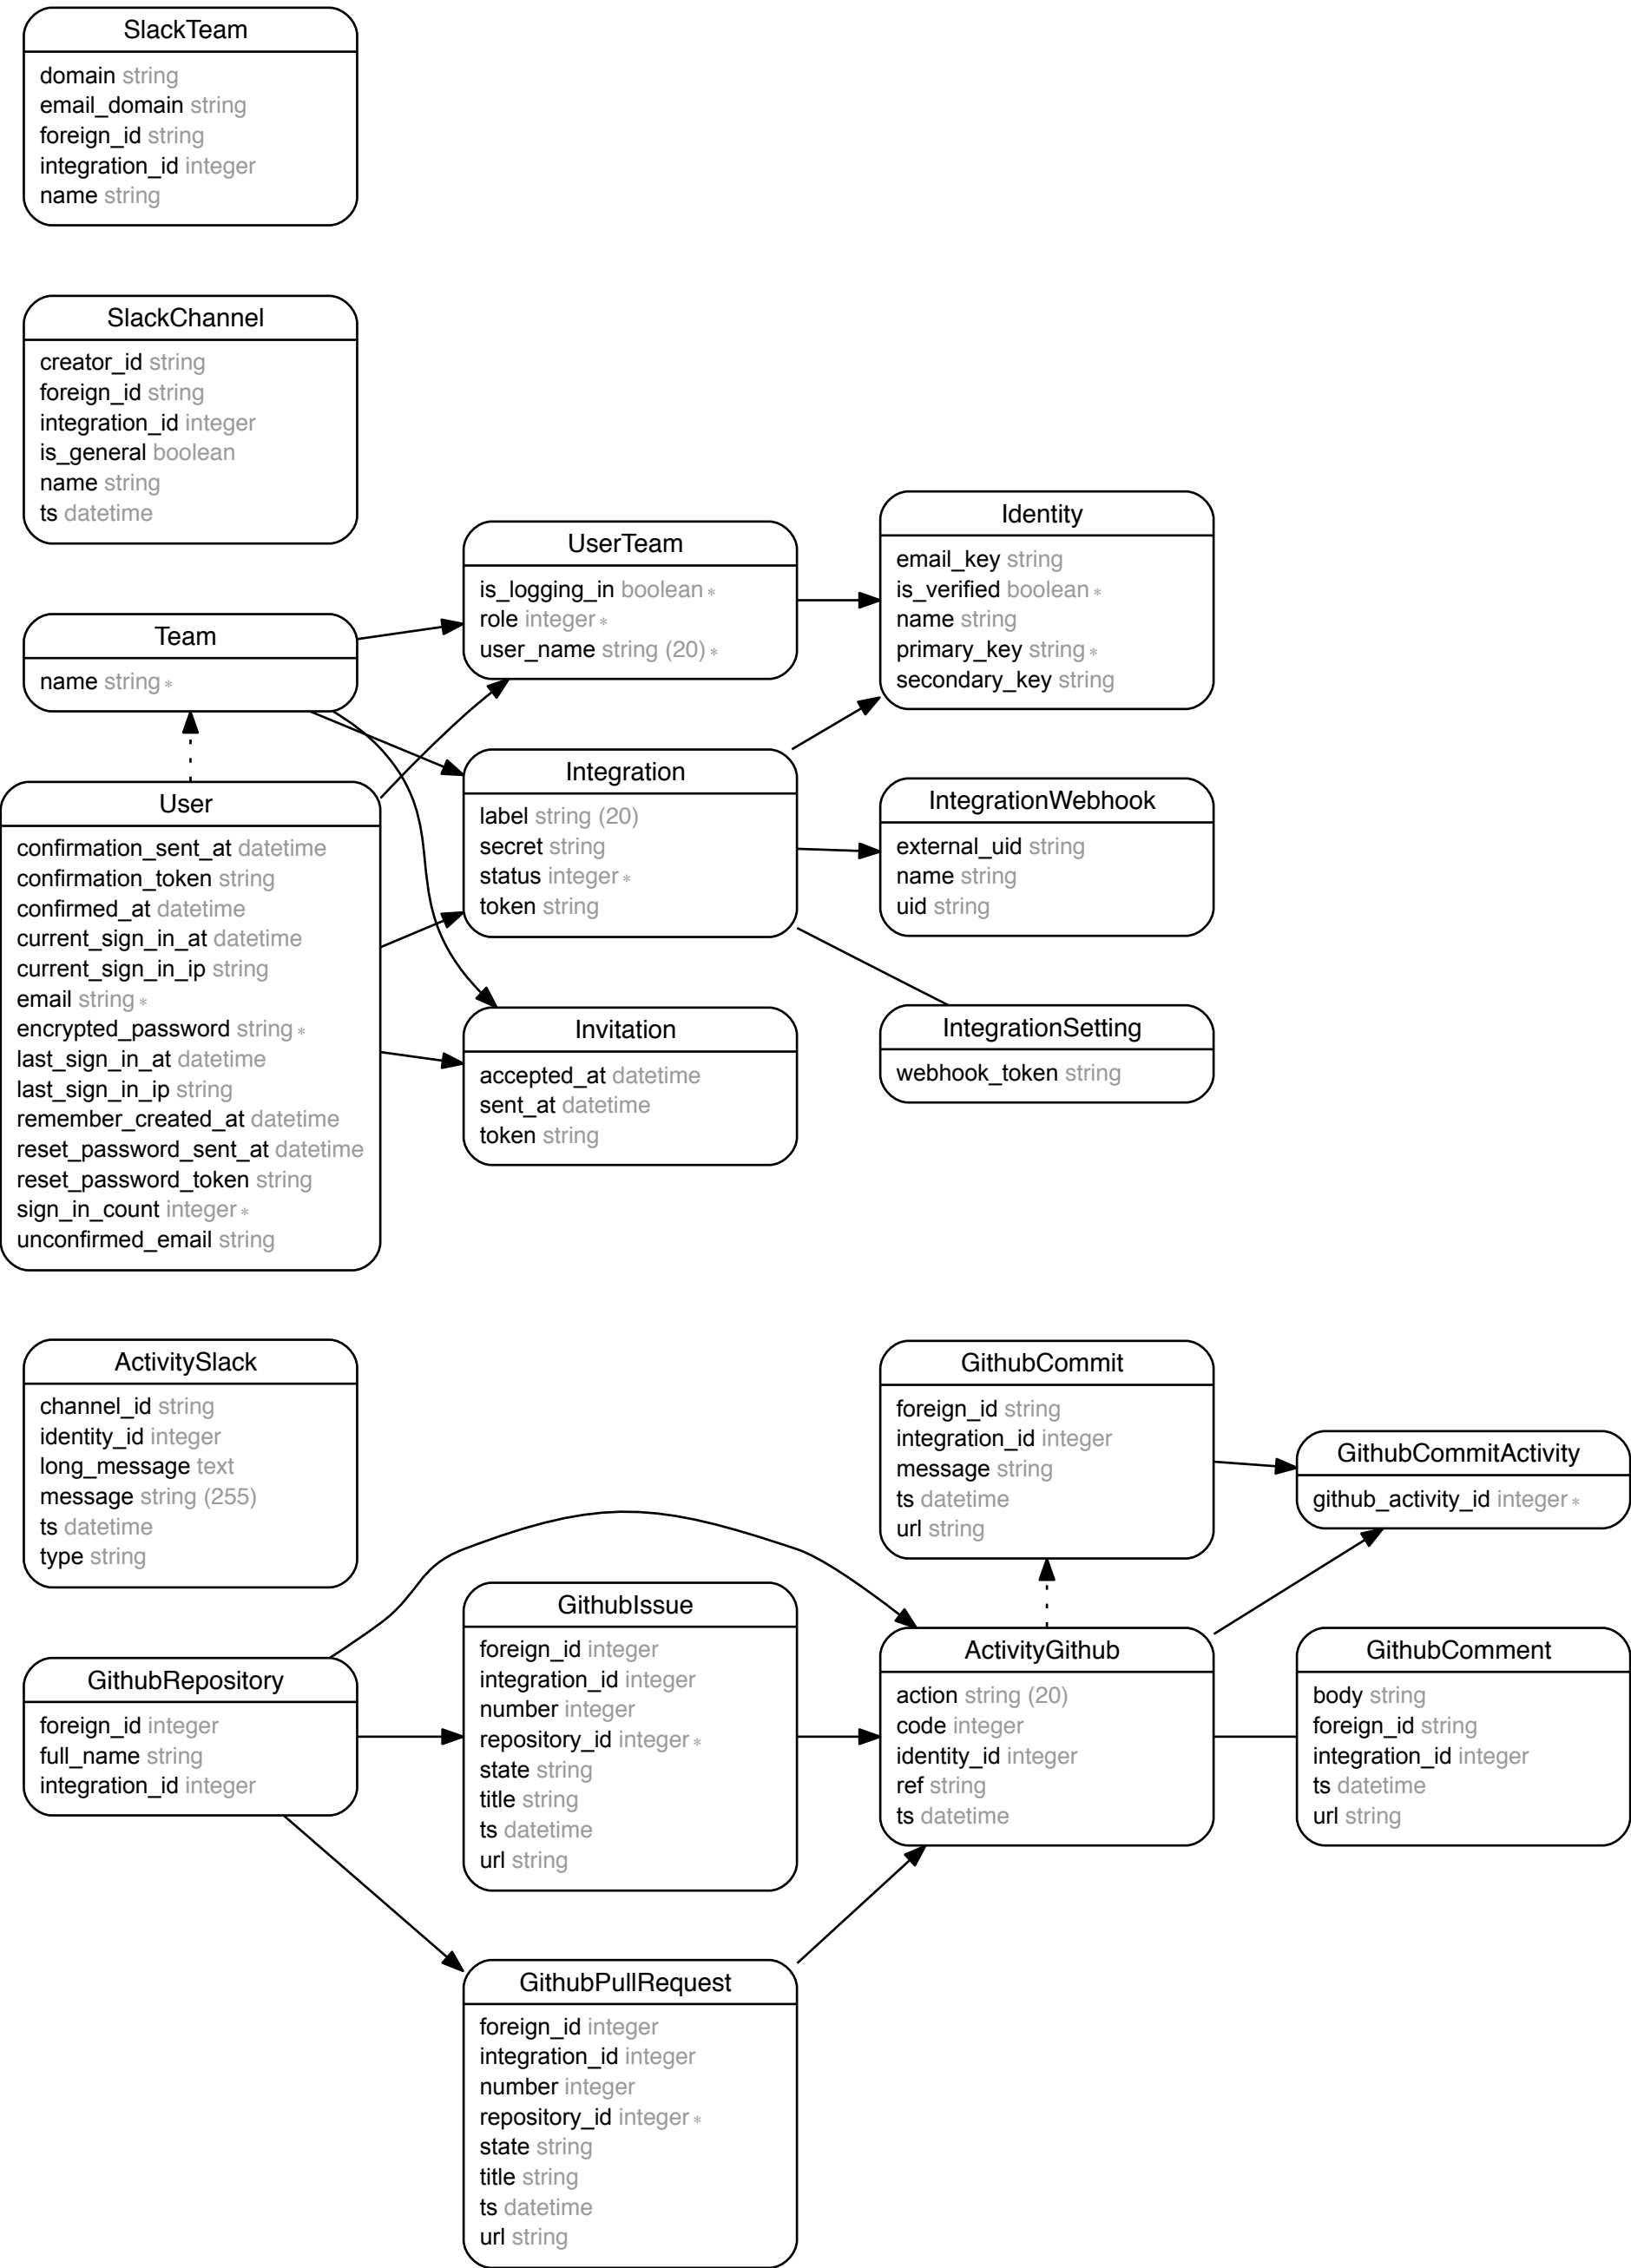 SlackTeam
domain string
email_domain string
foreign_id string
integration_id integer
name string
SlackChannel
creator_id string
foreign_id string
integration_id integer
is_general boolean
name string
ts datetime
Team
name string *
User
confirmation_sent_at datetime
confirmation_token string
confirmed_at datetime
current_sign_in_at datetime
current_sign_in_ip string
email string *
encrypted_password string *
last_sign_in_at datetime
last_sign_in_ip string
remember_created_at datetime
reset_password_sent_at datetime
reset_password_token string
sign_in_count integer *
unconfirmed_email string
UserTeam
is_logging_in boolean *
role integer *
user_name string (20) *
Integration
label string (20)
secret string
status integer *
token string
Invitation
accepted_at datetime
sent_at datetime
token string
Identity
email_key string
is_verified boolean *
name string
primary_key string *
secondary_key string
IntegrationWebhook
external_uid string
name string
uid string
IntegrationSetting
webhook_token string
ActivitySlack
channel_id string
identity_id integer
long_message text
message string (255)
ts datetime
type string
GithubRepository
foreign_id integer
full_name string
integration_id integer
GithubIssue
foreign_id integer
integration_id integer
number integer
repository_id integer *
state string
title string
ts datetime
url string
GithubPullRequest
foreign_id integer
integration_id integer
number integer
repository_id integer *
state string
title string
ts datetime
url string
GithubCommit
foreign_id string
integration_id integer
message string
ts datetime
url string
ActivityGithub
action string (20)
code integer
identity_id integer
ref string
ts datetime
GithubCommitActivity
github_activity_id integer *
GithubComment
body string
foreign_id string
integration_id integer
ts datetime
url string